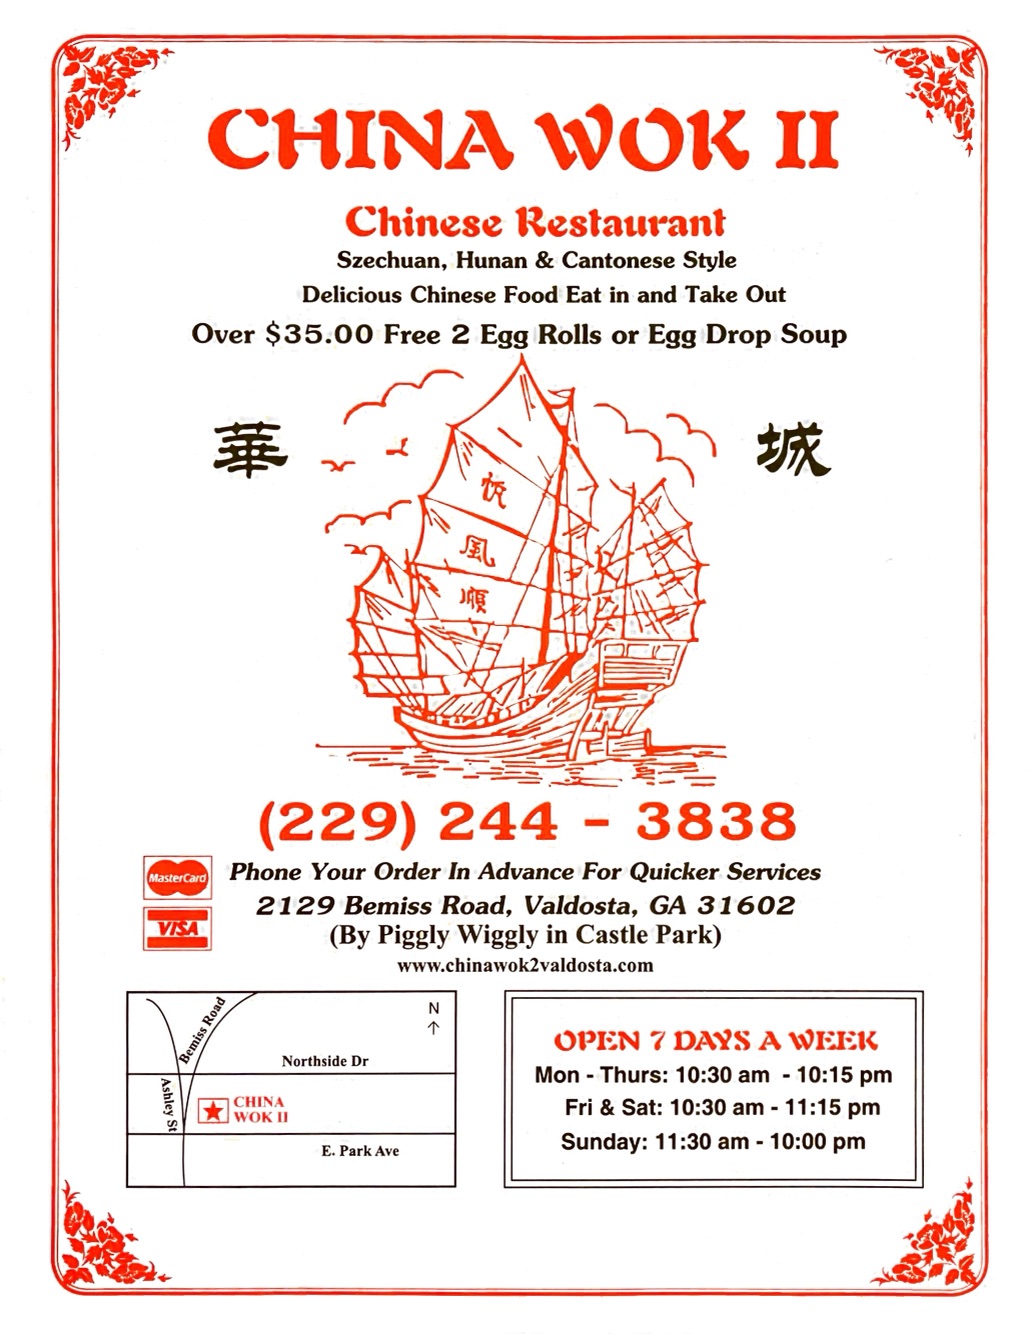 CHINA WOK II
Chinese Restaurant
Szechuan, Hunan & Cantonese Style
Delicious Chinese Food Eat in and Take Out
Over $35.00 Free 2 Egg Rolls or Egg Drop Soup
華 城
帆
風
順
(229) 244 - 3838
MasterCard
VISA
Phone Your Order In Advance For Quicker Services
2129 Bemiss Road, Valdosta, GA 31602
(By Piggly Wiggly in Castle Park)
www.chinawok2valdosta.com
Bemiss Road
N
Northside Dr
Ashley St
CHINA
WOK II
E. Park Ave
OPEN 7 DAYS A WEEK
Mon - Thurs: 10:30 am - 10:15 pm
Fri & Sat: 10:30 am - 11:15 pm
Sunday: 11:30 am - 10:00 pm